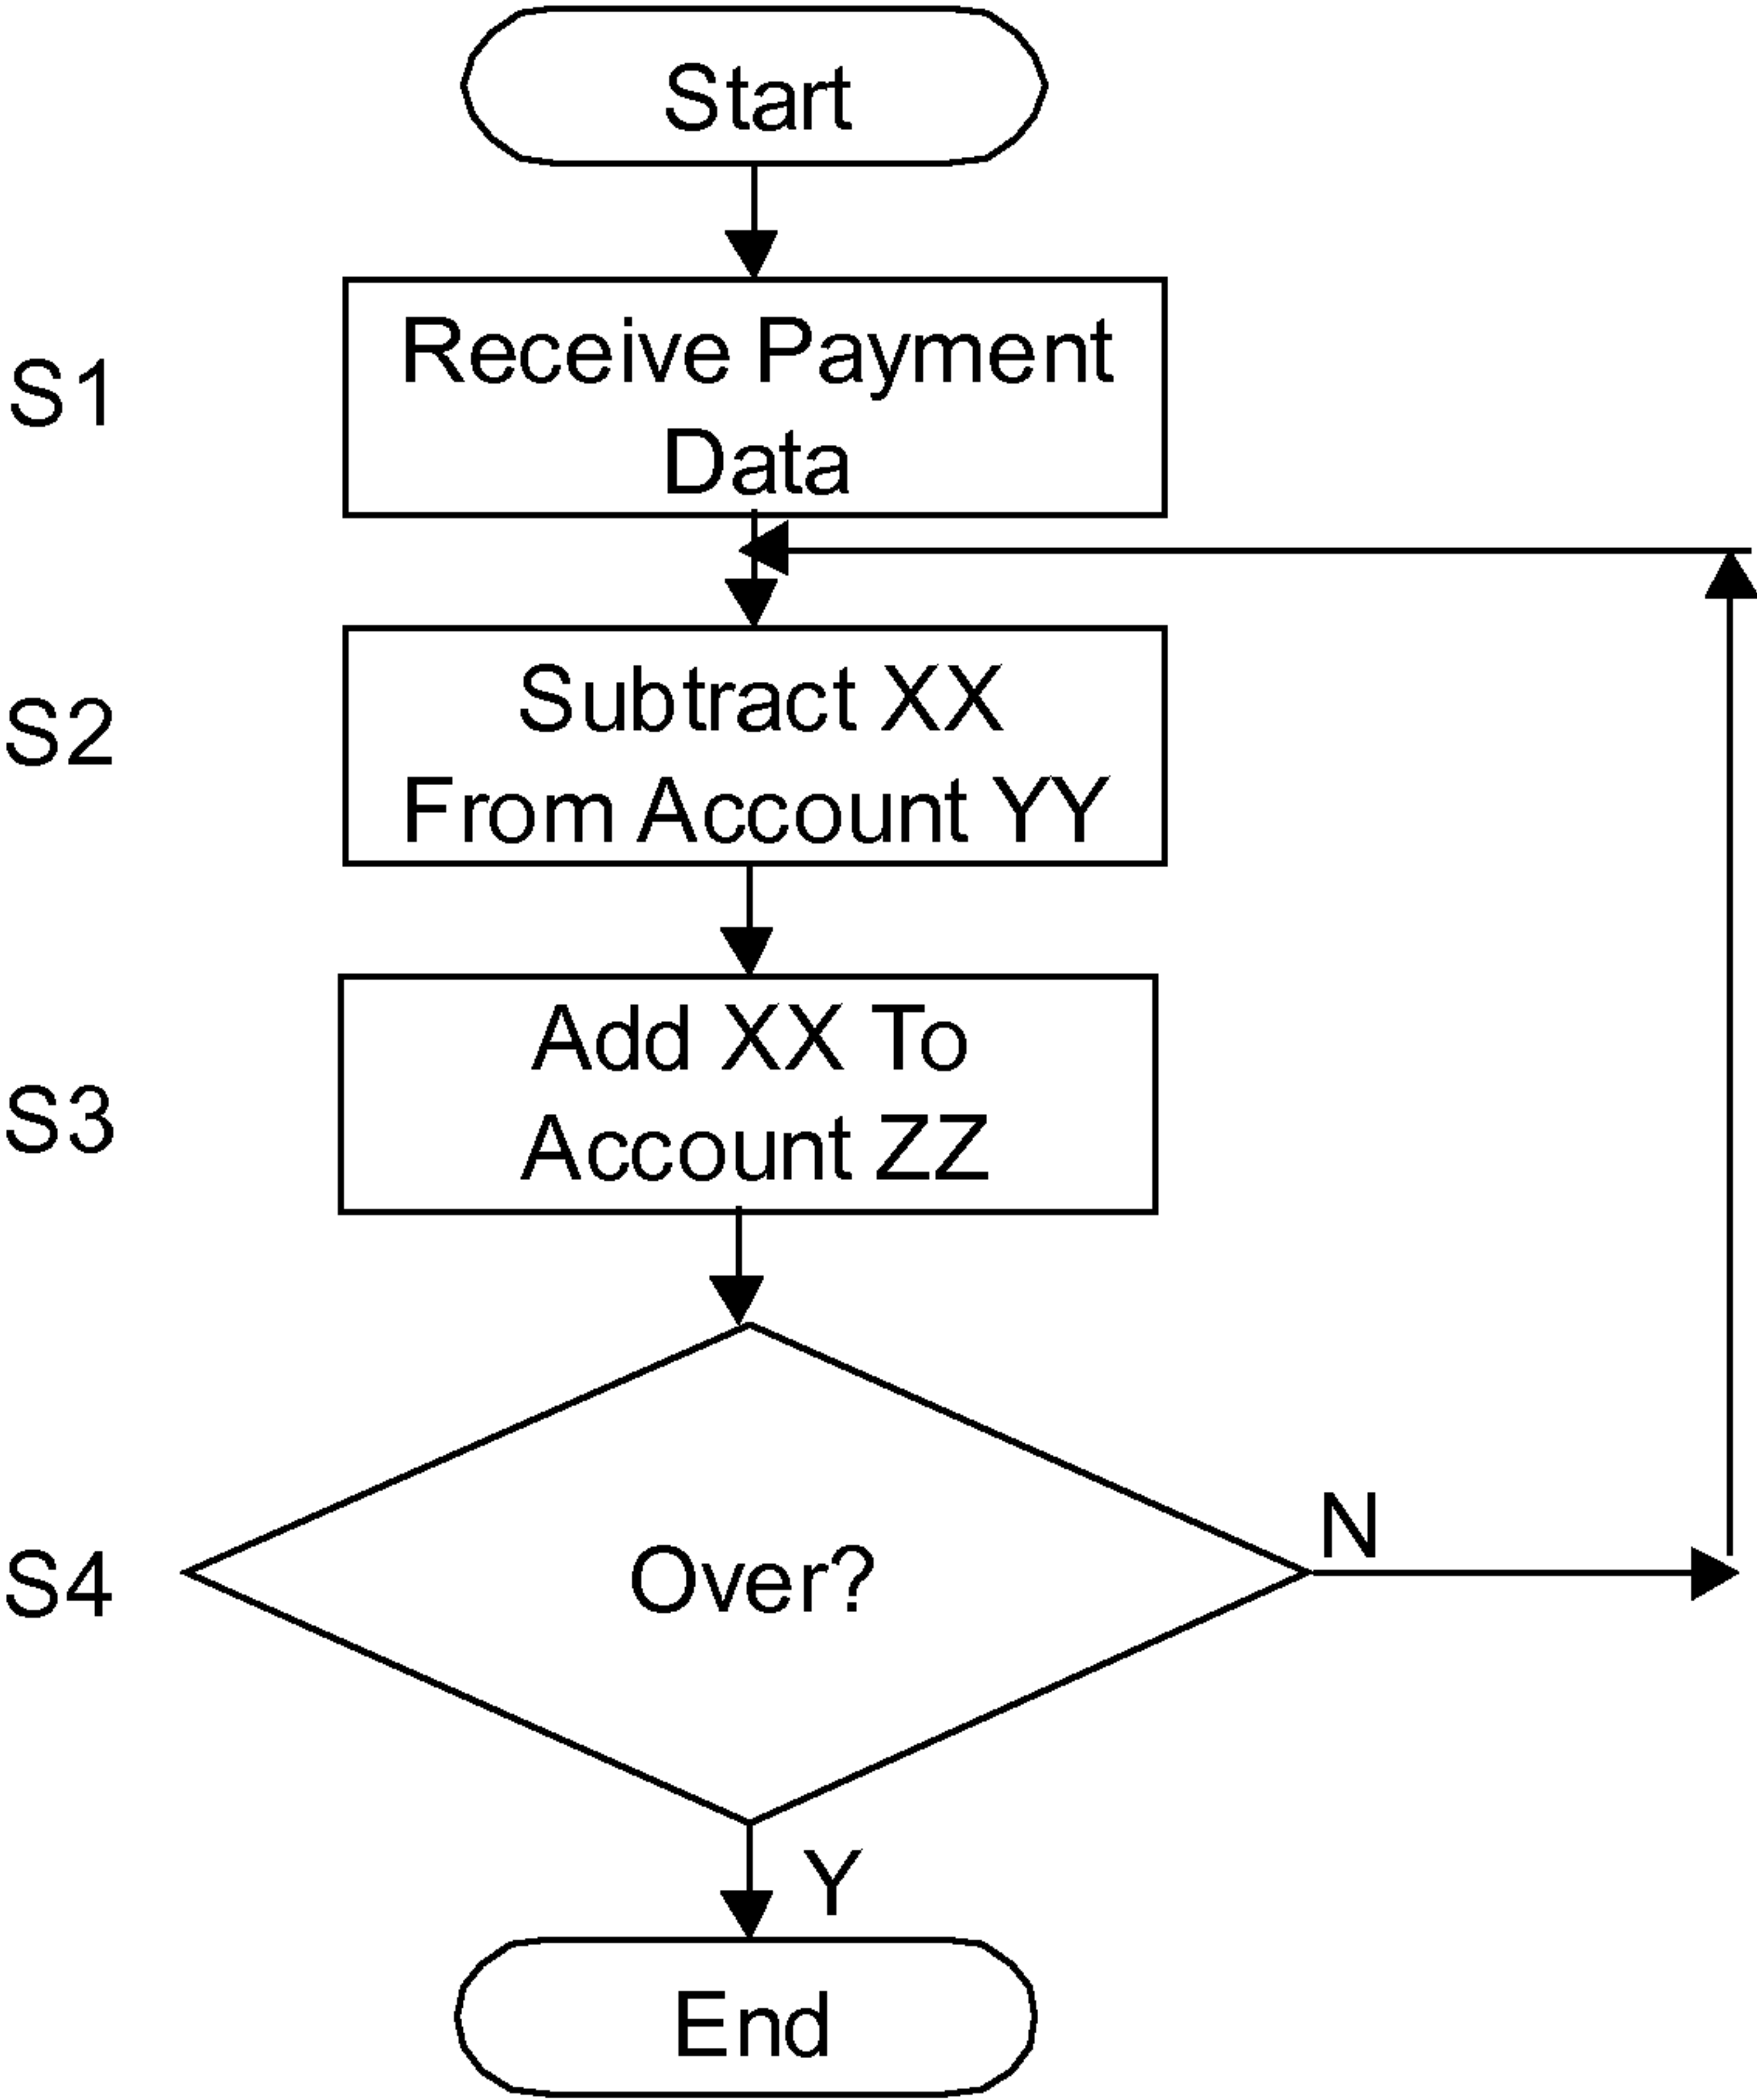 Start
S1
Receive Payment
Data
S2
Subtract XX
From Account YY
S3
Add XX To
Account ZZ
S4
Over?
N
Y
End